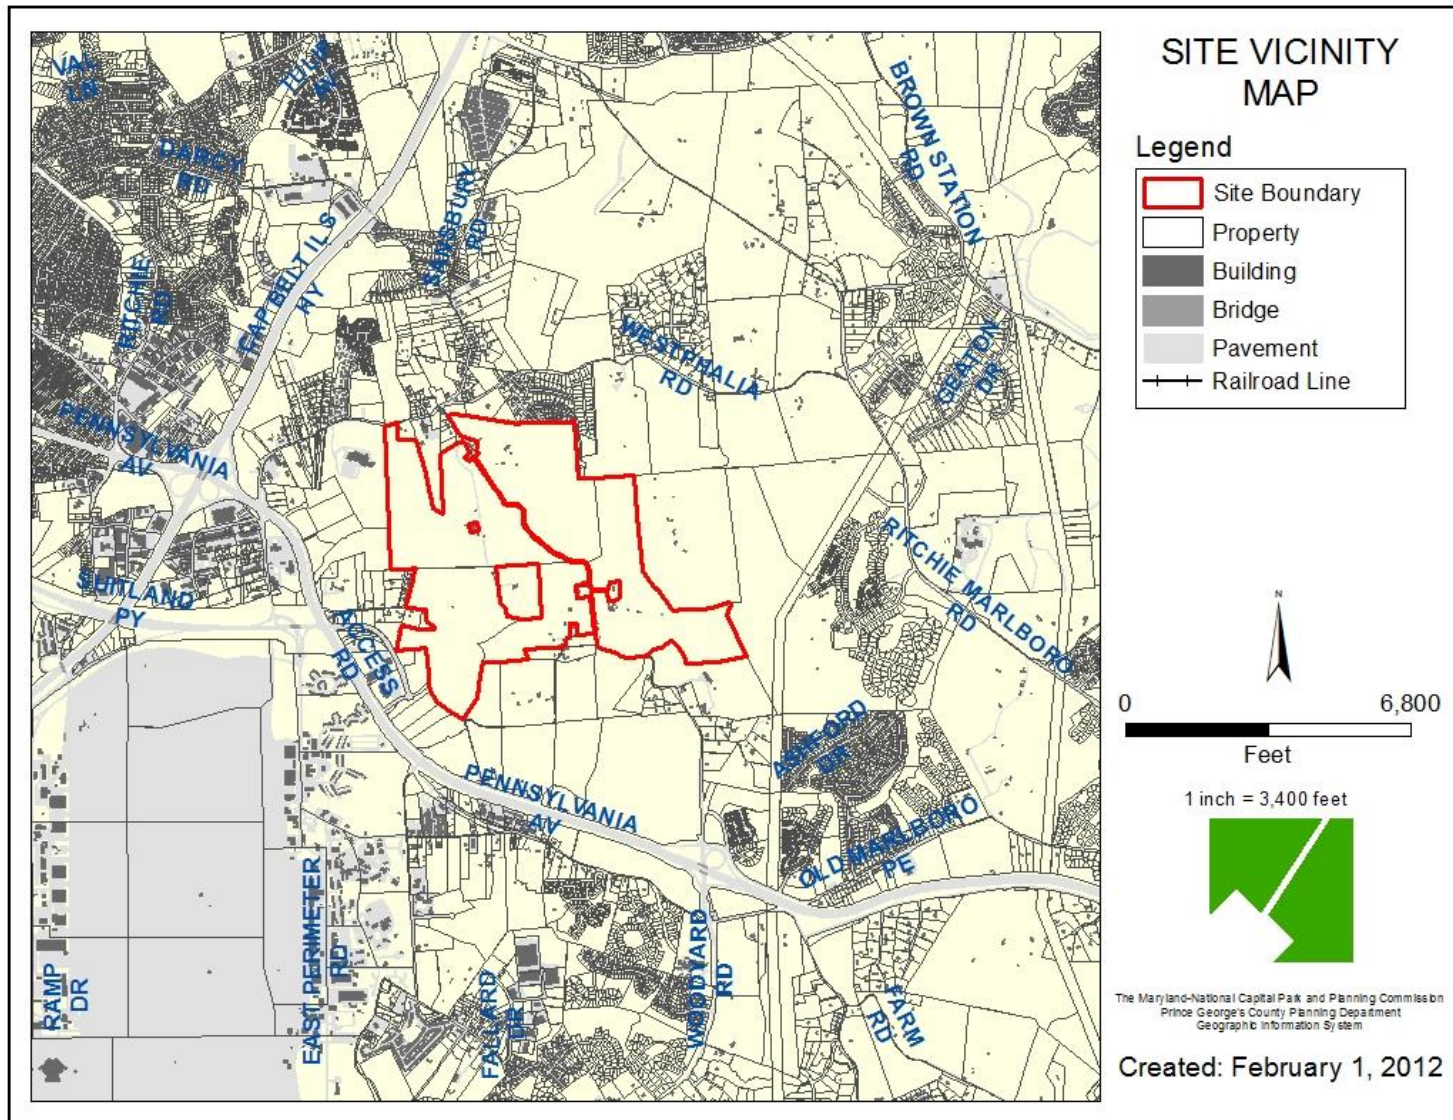 SITE VICINITY
MAP
Legend
Site Boundary
Property
Building
Bridge
Pavement
Railroad Line
N
0 6,800
Feet
1 inch = 3,400 feet
The Maryland-National Capital Park and Planning Commission
Prince George's County Planning Department
Geographic Information System
Created: February 1, 2012
VAL
LN
TULIP
AV
DARCY
RD
RITCHIE
RD
CAP BELT ILS
HY
SANSBURY
RD
BROWN STATION
RD
WESTPHALIA
RD
GEATON
DR
PENNSYLVANIA
AV
SUITLAND
PY
ACCESS
RD
RITCHIE MARLBORO
RD
ASHFORD
DR
PENNSYLVANIA
AV
OLD MARLBORO
PE
EAST PERIMETER
RD
RAMP
DR
FALLARD
DR
WOODYARD
RD
FARM
RD